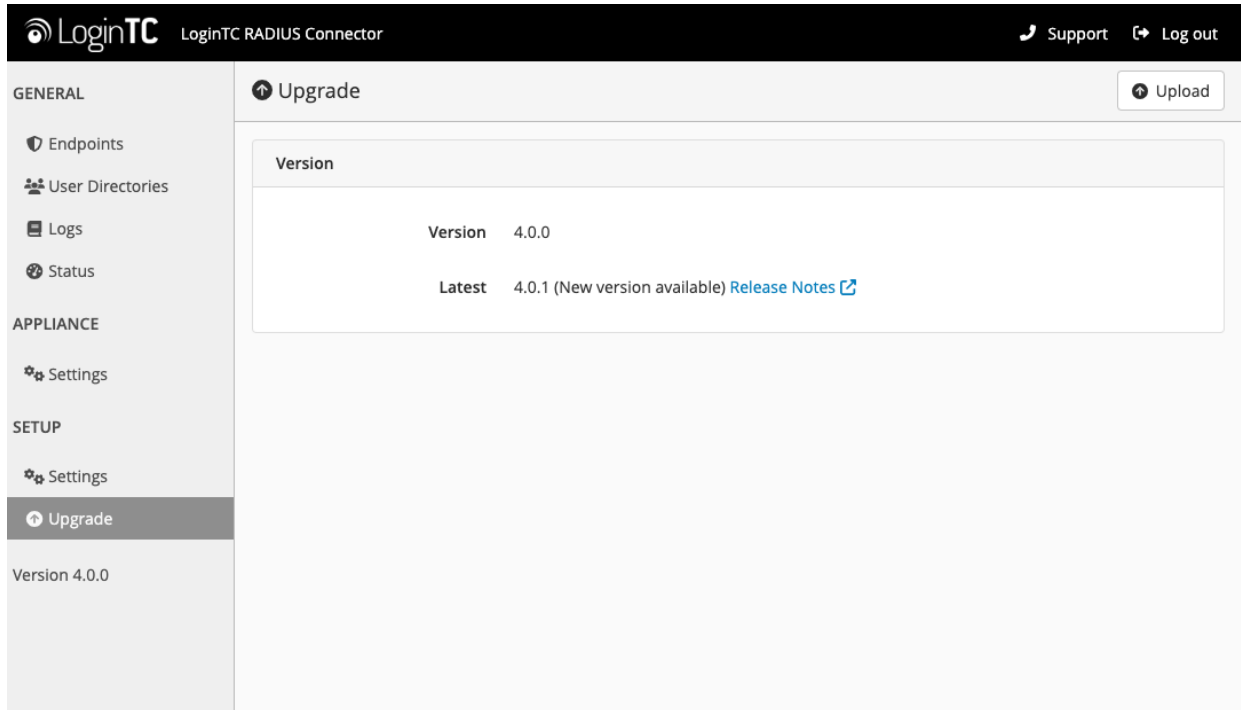 LoginTC LoginTC RADIUS Connector Support Log out
GENERAL
Endpoints
User Directories
Logs
Status
APPLIANCE
Settings
SETUP
Settings
Upgrade
Version 4.0.0
Upgrade Upload
Version
Version 4.0.0
Latest 4.0.1 (New version available) Release Notes